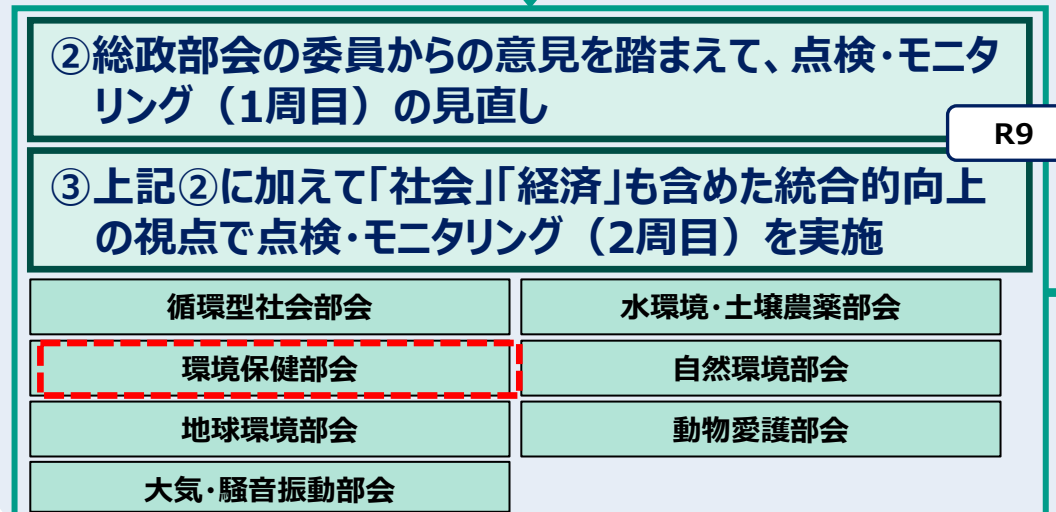 ②総政部会の委員からの意見を踏まえて、点検・モニタ
リング（1周目）の見直し
R9
③上記②に加えて「社会」「経済」も含めた統合的向上
の視点で点検・モニタリング（2周目）を実施
循環型社会部会
水環境・土壌農薬部会
環境保健部会
自然環境部会
地球環境部会
動物愛護部会
大気・騒音振動部会